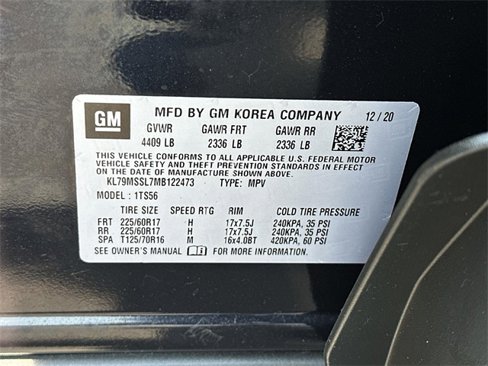 GM MFD BY GM KOREA COMPANY 12/20
GVWR GAWR FRT GAWR RR
4409 LB 2336 LB 2336 LB
THIS VEHICLE CONFORMS TO ALL APPLICABLE U.S. FEDERAL MOTOR
VEHICLE SAFETY, BUMPER, AND THEFT PREVENTION STANDARDS IN EFFECT
ON THE DATE OF MANUFACTURE SHOWN ABOVE.
KL79MSSL7MB122473 TYPE: MPV
MODEL : 1TS56
TIRE SIZE SPEED RTG RIM COLD TIRE PRESSURE
FRT 225/60R17 H 17x7.5J 240KPA, 35 PSI
RR 225/60R17 H 17x7.5J 240KPA, 35 PSI
SPA T125/70R16 M 16x4.0BT 420KPA, 60 PSI
SEE OWNER'S MANUAL FOR MORE INFORMATION.